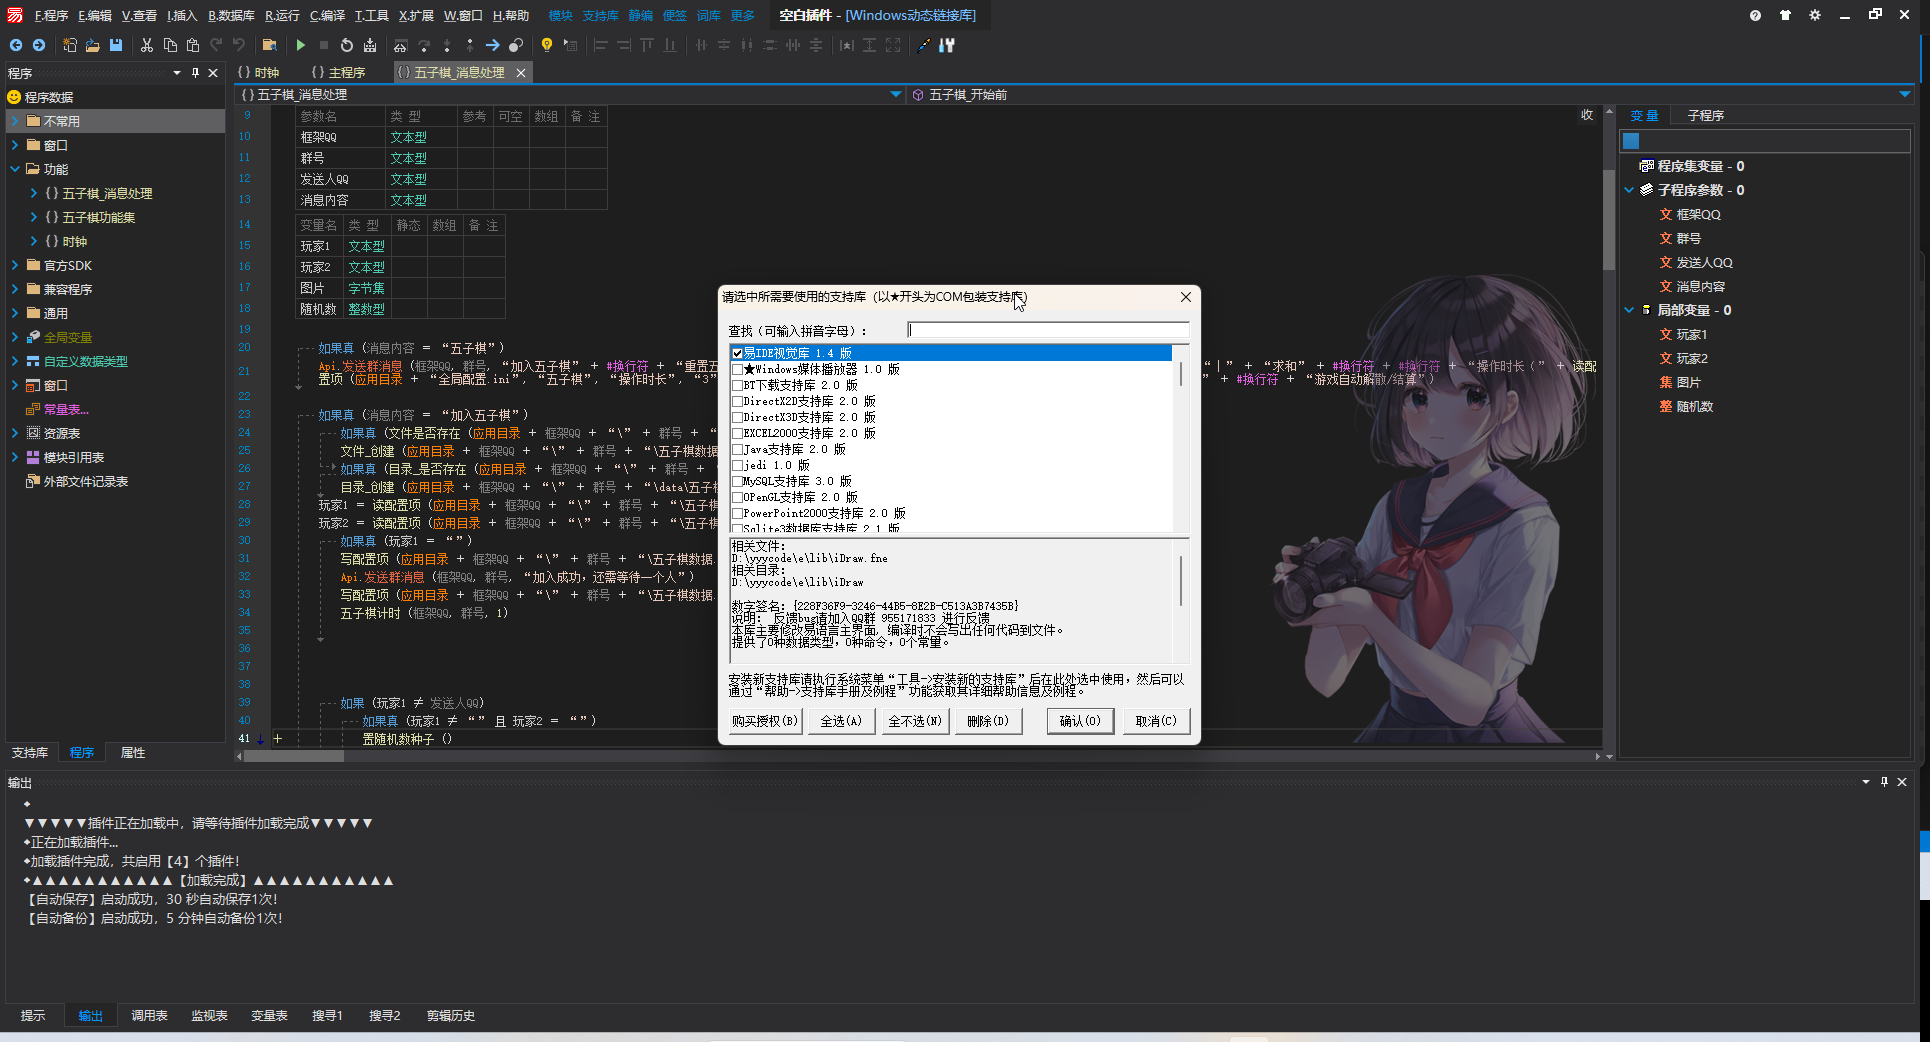 F.程序 E.编辑 V.查看 I.插入 B.数据库 R.运行 C.编译 T.工具 X.扩展 W.窗口 H.帮助 模块 支持库 静编 便签 词库 更多 空白插件 - [Windows动态链接库]
程序
时钟 主程序 五子棋_消息处理
五子棋_消息处理 五子棋_开始前
程序数据
不常用
窗口
功能
五子棋_消息处理
五子棋功能集
时钟
官方SDK
兼容程序
通用
全局变量
自定义数据类型
窗口
常量表...
资源表
模块引用表
外部文件记录表
支持库 程序 属性
收
9 参数名 类 型 参考 可空 数组 备 注
10 框架QQ 文本型
11 群号 文本型
12 发送人QQ 文本型
13 消息内容 文本型
14 变量名 类 型 静态 数组 备 注
15 玩家1 文本型
16 玩家2 文本型
17 图片 字节集
18 随机数 整数型
19
20 如果真 (消息内容 = “五子棋”)
21 Api.发送群消息 (框架QQ, 群号, “加入五子棋” + #换行符 + “重置五 “|” + “求和” + #换行符 + #换行符 + “操作时长 (” + 读配
置项 (应用目录 + “全局配置.ini”, “五子棋”, “操作时长”, “3” ” + #换行符 + “游戏自动解散/结算”)
22
23 如果真 (消息内容 = “加入五子棋”)
24 如果真 (文件是否存在 (应用目录 + 框架QQ + “\” + 群号 + “
25 文件_创建 (应用目录 + 框架QQ + “\” + 群号 + “\五子棋数据
26 如果真 (目录_是否存在 (应用目录 + 框架QQ + “\” + 群号 + “
27 目录_创建 (应用目录 + 框架QQ + “\” + 群号 + “\data\五子棋
28 玩家1 = 读配置项 (应用目录 + 框架QQ + “\” + 群号 + “\五子棋
29 玩家2 = 读配置项 (应用目录 + 框架QQ + “\” + 群号 + “\五子棋
30 如果真 (玩家1 = “”)
31 写配置项 (应用目录 + 框架QQ + “\” + 群号 + “\五子棋数据.
32 Api.发送群消息 (框架QQ, 群号, “加入成功, 还需等待一个人”)
33 写配置项 (应用目录 + 框架QQ + “\” + 群号 + “\五子棋数据.
34 五子棋计时 (框架QQ, 群号, 1)
35
36
37
38
39 如果 (玩家1 ≠ 发送人QQ)
40 如果真 (玩家1 ≠ “” 且 玩家2 = “”)
41 置随机数种子 ()
请选中所需要使用的支持库 (以★开头为COM包装支持库)
查找(可输入拼音字母):
易IDE视觉库 1.4 版
★Windows媒体播放器 1.0 版
BT下载支持库 2.0 版
DirectX2D支持库 2.0 版
DirectX3D支持库 2.0 版
EXCEL2000支持库 2.0 版
Java支持库 2.0 版
jedi 1.0 版
MySQL支持库 3.0 版
OPenGL支持库 2.0 版
PowerPoint2000支持库 2.0 版
Sqlite3数据库支持库 2.1 版
相关文件:
D:\yyycode\e\lib\iDraw.fne
相关目录:
D:\yyycode\e\lib\iDraw
数字签名: {228F36F9-3246-44B5-8E2B-C513A3B7435B}
说明: 反馈bug请加入QQ群 955171833 进行反馈
本库主要修改易语言主界面, 编译时不会写出任何代码到文件。
提供了0种数据类型,0种命令,0个常量。
安装新支持库请执行系统菜单“工具->安装新的支持库”后在此处选中使用,然后可以
通过“帮助->支持库手册及例程”功能获取其详细帮助信息及例程。
购买授权(B) 全选(A) 全不选(N) 删除(D) 确认(O) 取消(C)
变 量 子程序
程序集变量 - 0
子程序参数 - 0
文 框架QQ
文 群号
文 发送人QQ
文 消息内容
局部变量 - 0
文 玩家1
文 玩家2
集 图片
整 随机数
输出
▼▼▼▼▼插件正在加载中, 请等待插件加载完成▼▼▼▼▼
◆正在加载插件...
◆加载插件完成, 共启用【4】个插件!
◆▲▲▲▲▲▲▲▲▲▲▲【加载完成】▲▲▲▲▲▲▲▲▲▲▲
【自动保存】启动成功, 30 秒自动保存1次!
【自动备份】启动成功, 5 分钟自动备份1次!
提示 输出 调用表 监视表 变量表 搜寻1 搜寻2 剪辑历史